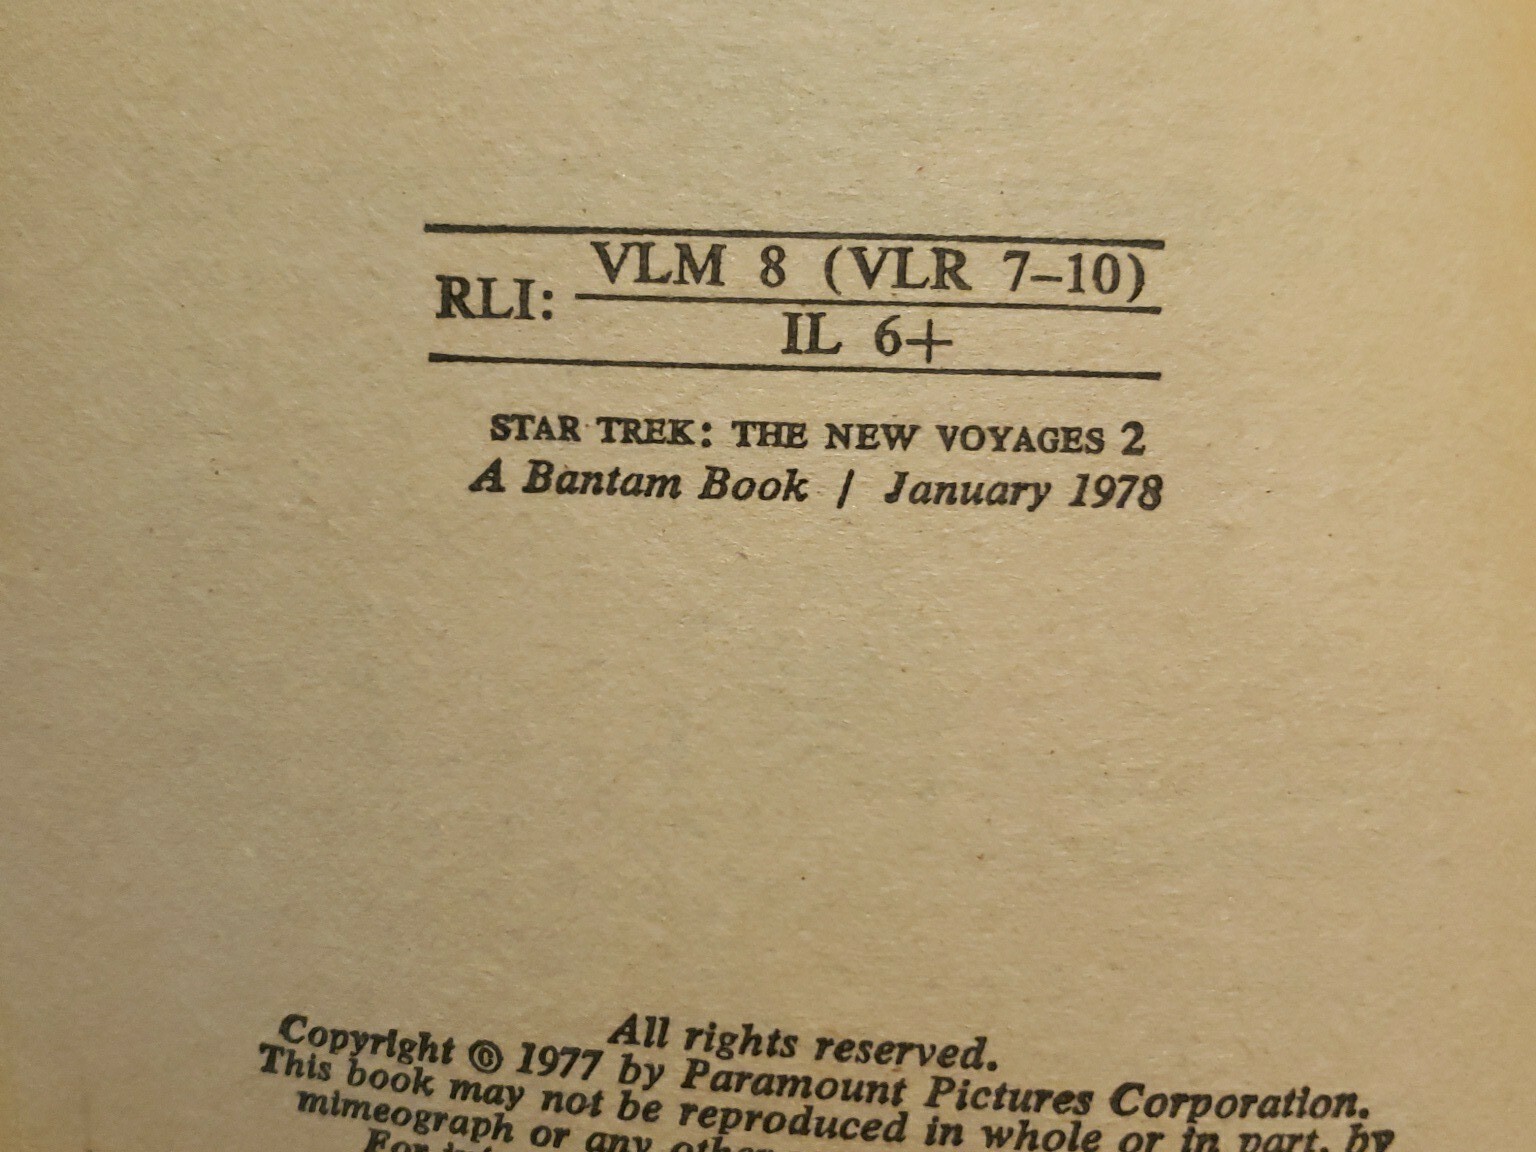 RLI: VLM 8 (VLR 7–10)
IL 6+
STAR TREK: THE NEW VOYAGES 2
A Bantam Book / January 1978
All rights reserved.
Copyright © 1977 by Paramount Pictures Corporation.
This book may not be reproduced in whole or in part, by
mimeograph or any other
For